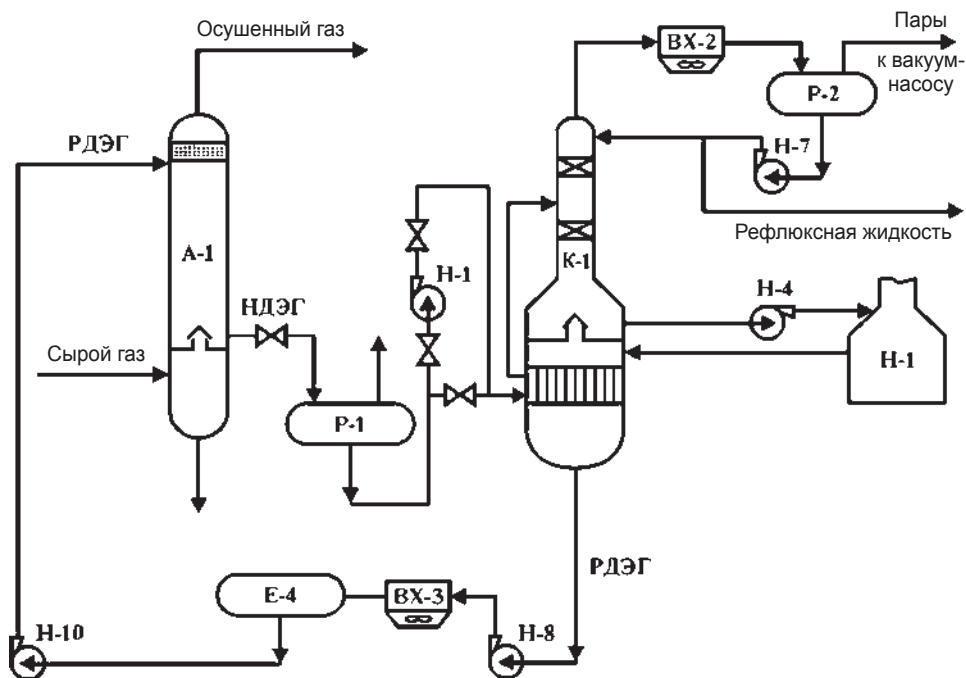 Осушенный газ
ВХ-2
Пары
к вакуум-
насосу
Р-2
РДЭГ
Н-7
А-1
Рефлюксная жидкость
К-1
Н-1
НДЭГ
Н-4
Сырой газ
Н-1
Р-1
РДЭГ
Е-4
ВХ-3
Н-8
Н-10